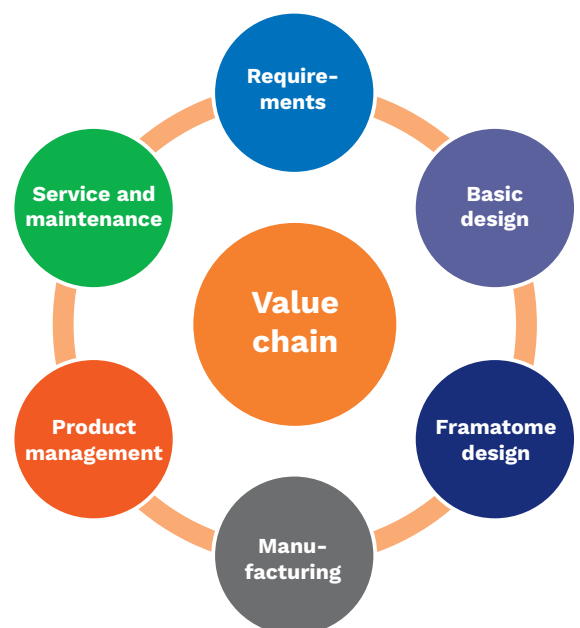 Require-
ments
Basic
design
Framatome
design
Manu-
facturing
Product
management
Service and
maintenance
Value
chain